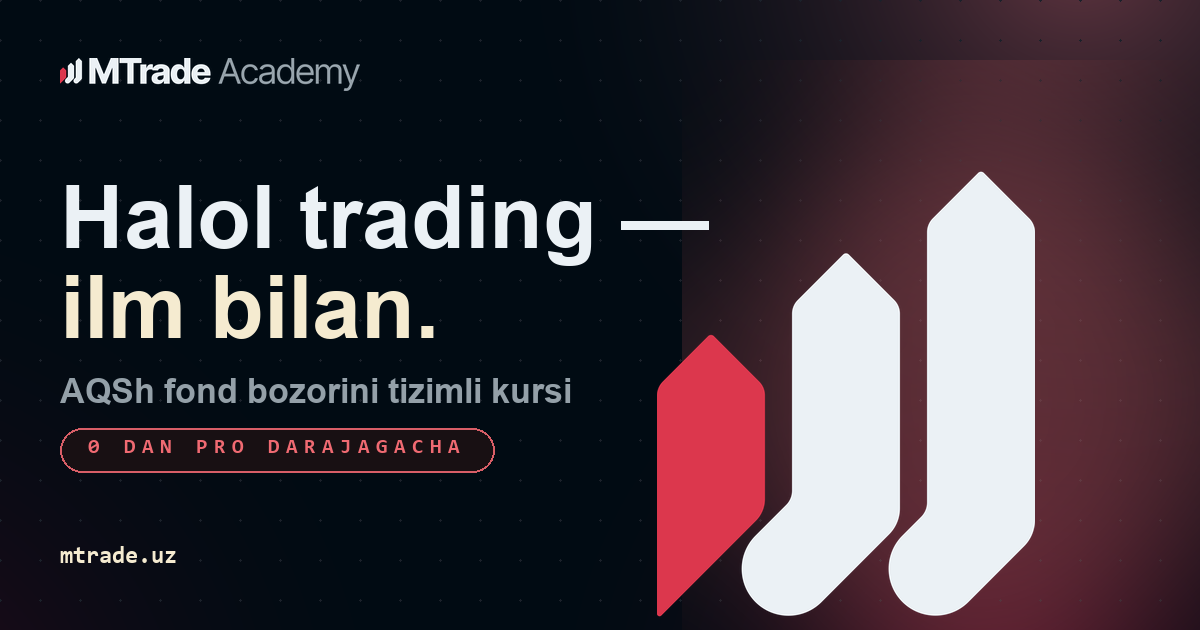 MTrade Academy
Halol trading —
ilm bilan.
AQSh fond bozorini tizimli kursi
0 DAN PRO DARAJAGACHA
mtrade.uz